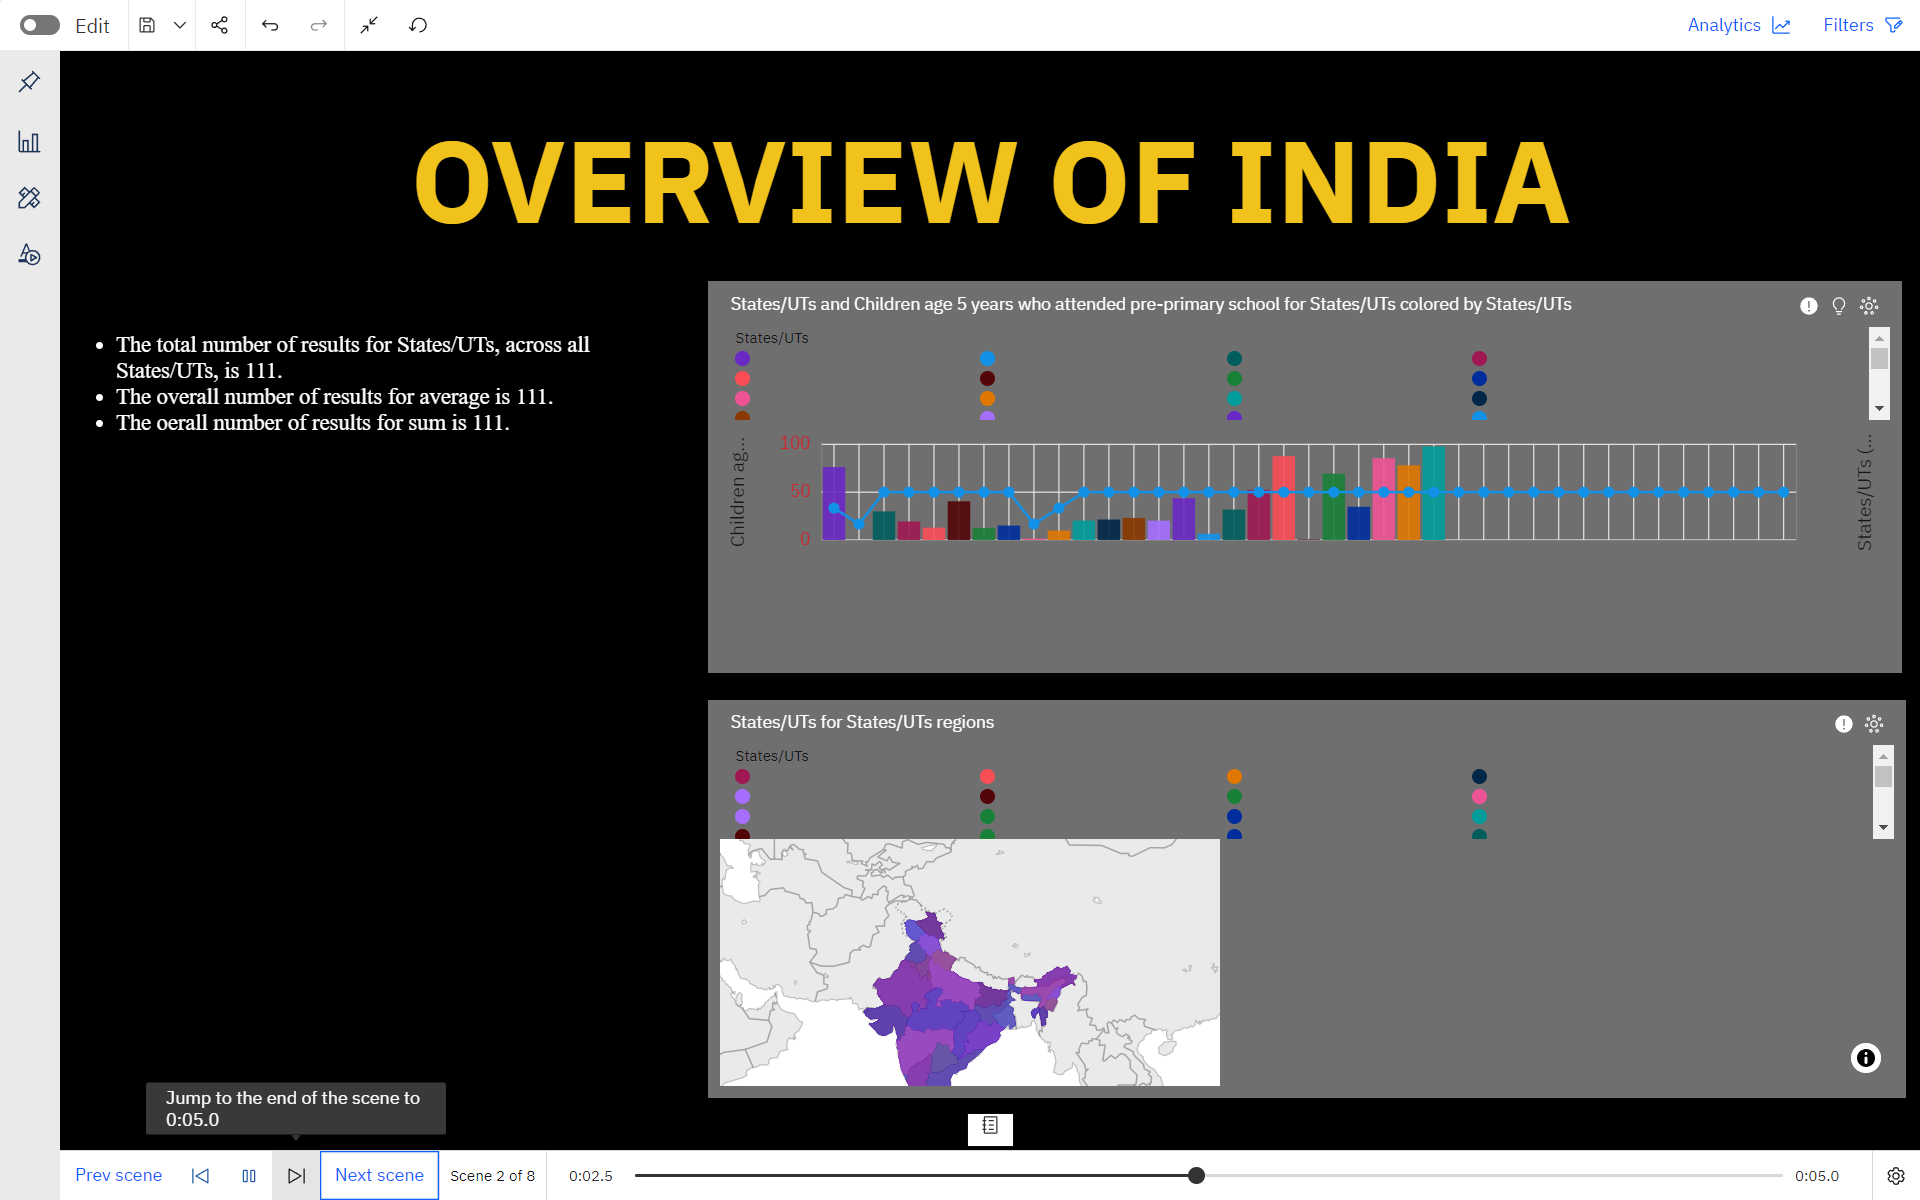 Edit
Analytics
Filters
OVERVIEW OF INDIA
The total number of results for States/UTs, across all
States/UTs, is 111.
The overall number of results for average is 111.
The oerall number of results for sum is 111.
States/UTs and Children age 5 years who attended pre-primary school for States/UTs colored by States/UTs
States/UTs
Children ag...
100
50
0
States/UTs (...
States/UTs for States/UTs regions
States/UTs
Jump to the end of the scene to
0:05.0
Prev scene
Next scene
Scene 2 of 8
0:02.5
0:05.0